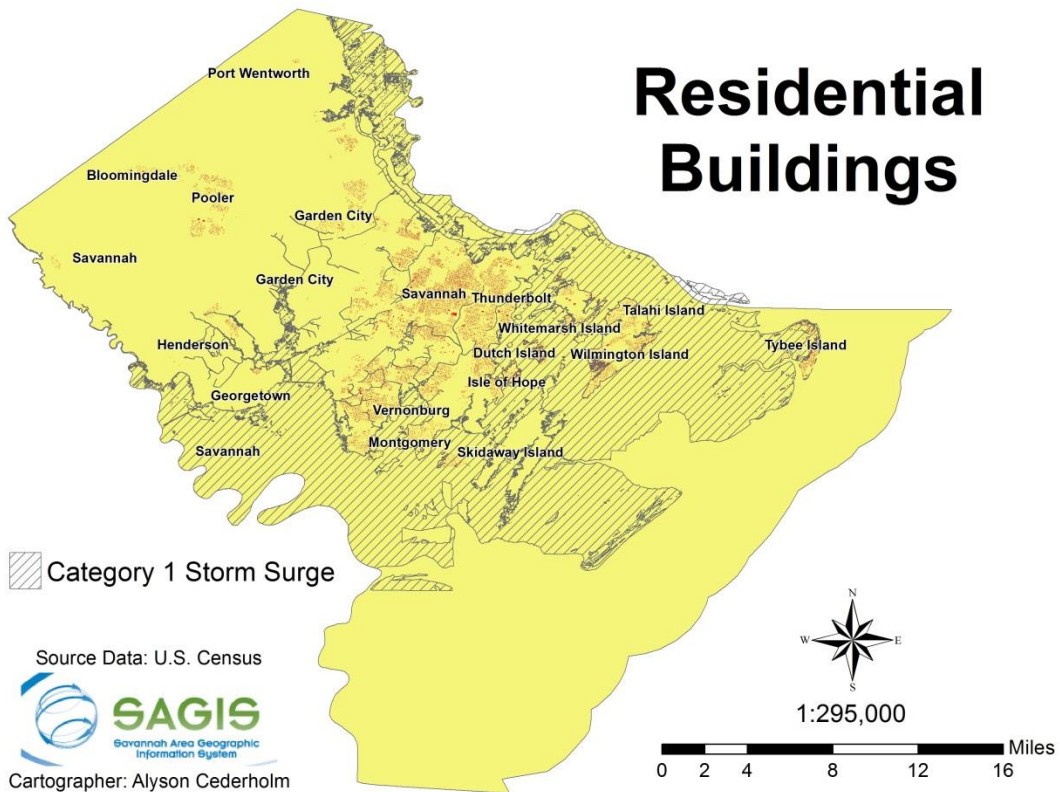 Residential
Buildings
Port Wentworth
Bloomingdale
Pooler
Garden City
Savannah
Garden City
Savannah
Thunderbolt
Talahi Island
Whitemarsh Island
Henderson
Dutch Island
Wilmington Island
Tybee Island
Isle of Hope
Georgetown
Vernonburg
Montgomery
Savannah
Skidaway Island
Category 1 Storm Surge
Source Data: U.S. Census
SAGIS
Savannah Area Geographic
Information System
Cartographer: Alyson Cederholm
N
W E
S
1:295,000
Miles
0 2 4 8 12 16